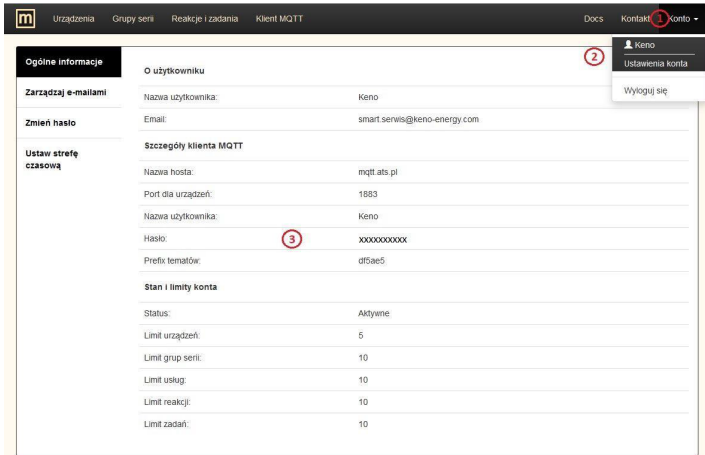 m Urządzenia Grupy serii Reakcje i zadania Klient MQTT Docs Kontakt 1 Konto
2
Keno
Ustawienia konta
Wyloguj się
Ogólne informacje
Zarządzaj e-mailami
Zmień hasło
Ustaw strefę
czasową
O użytkowniku
Nazwa użytkownika: Keno
Email: smart.serwis@keno-energy.com
Szczegóły klienta MQTT
Nazwa hosta: mqtt.ats.pl
Port dla urządzeń: 1883
Nazwa użytkownika: Keno
Hasło: 3 xxxxxxxxxx
Prefix tematów: df5ae5
Stan i limity konta
Status: Aktywne
Limit urządzeń: 5
Limit grup serii: 10
Limit usług: 10
Limit reakcji: 10
Limit zadań: 10